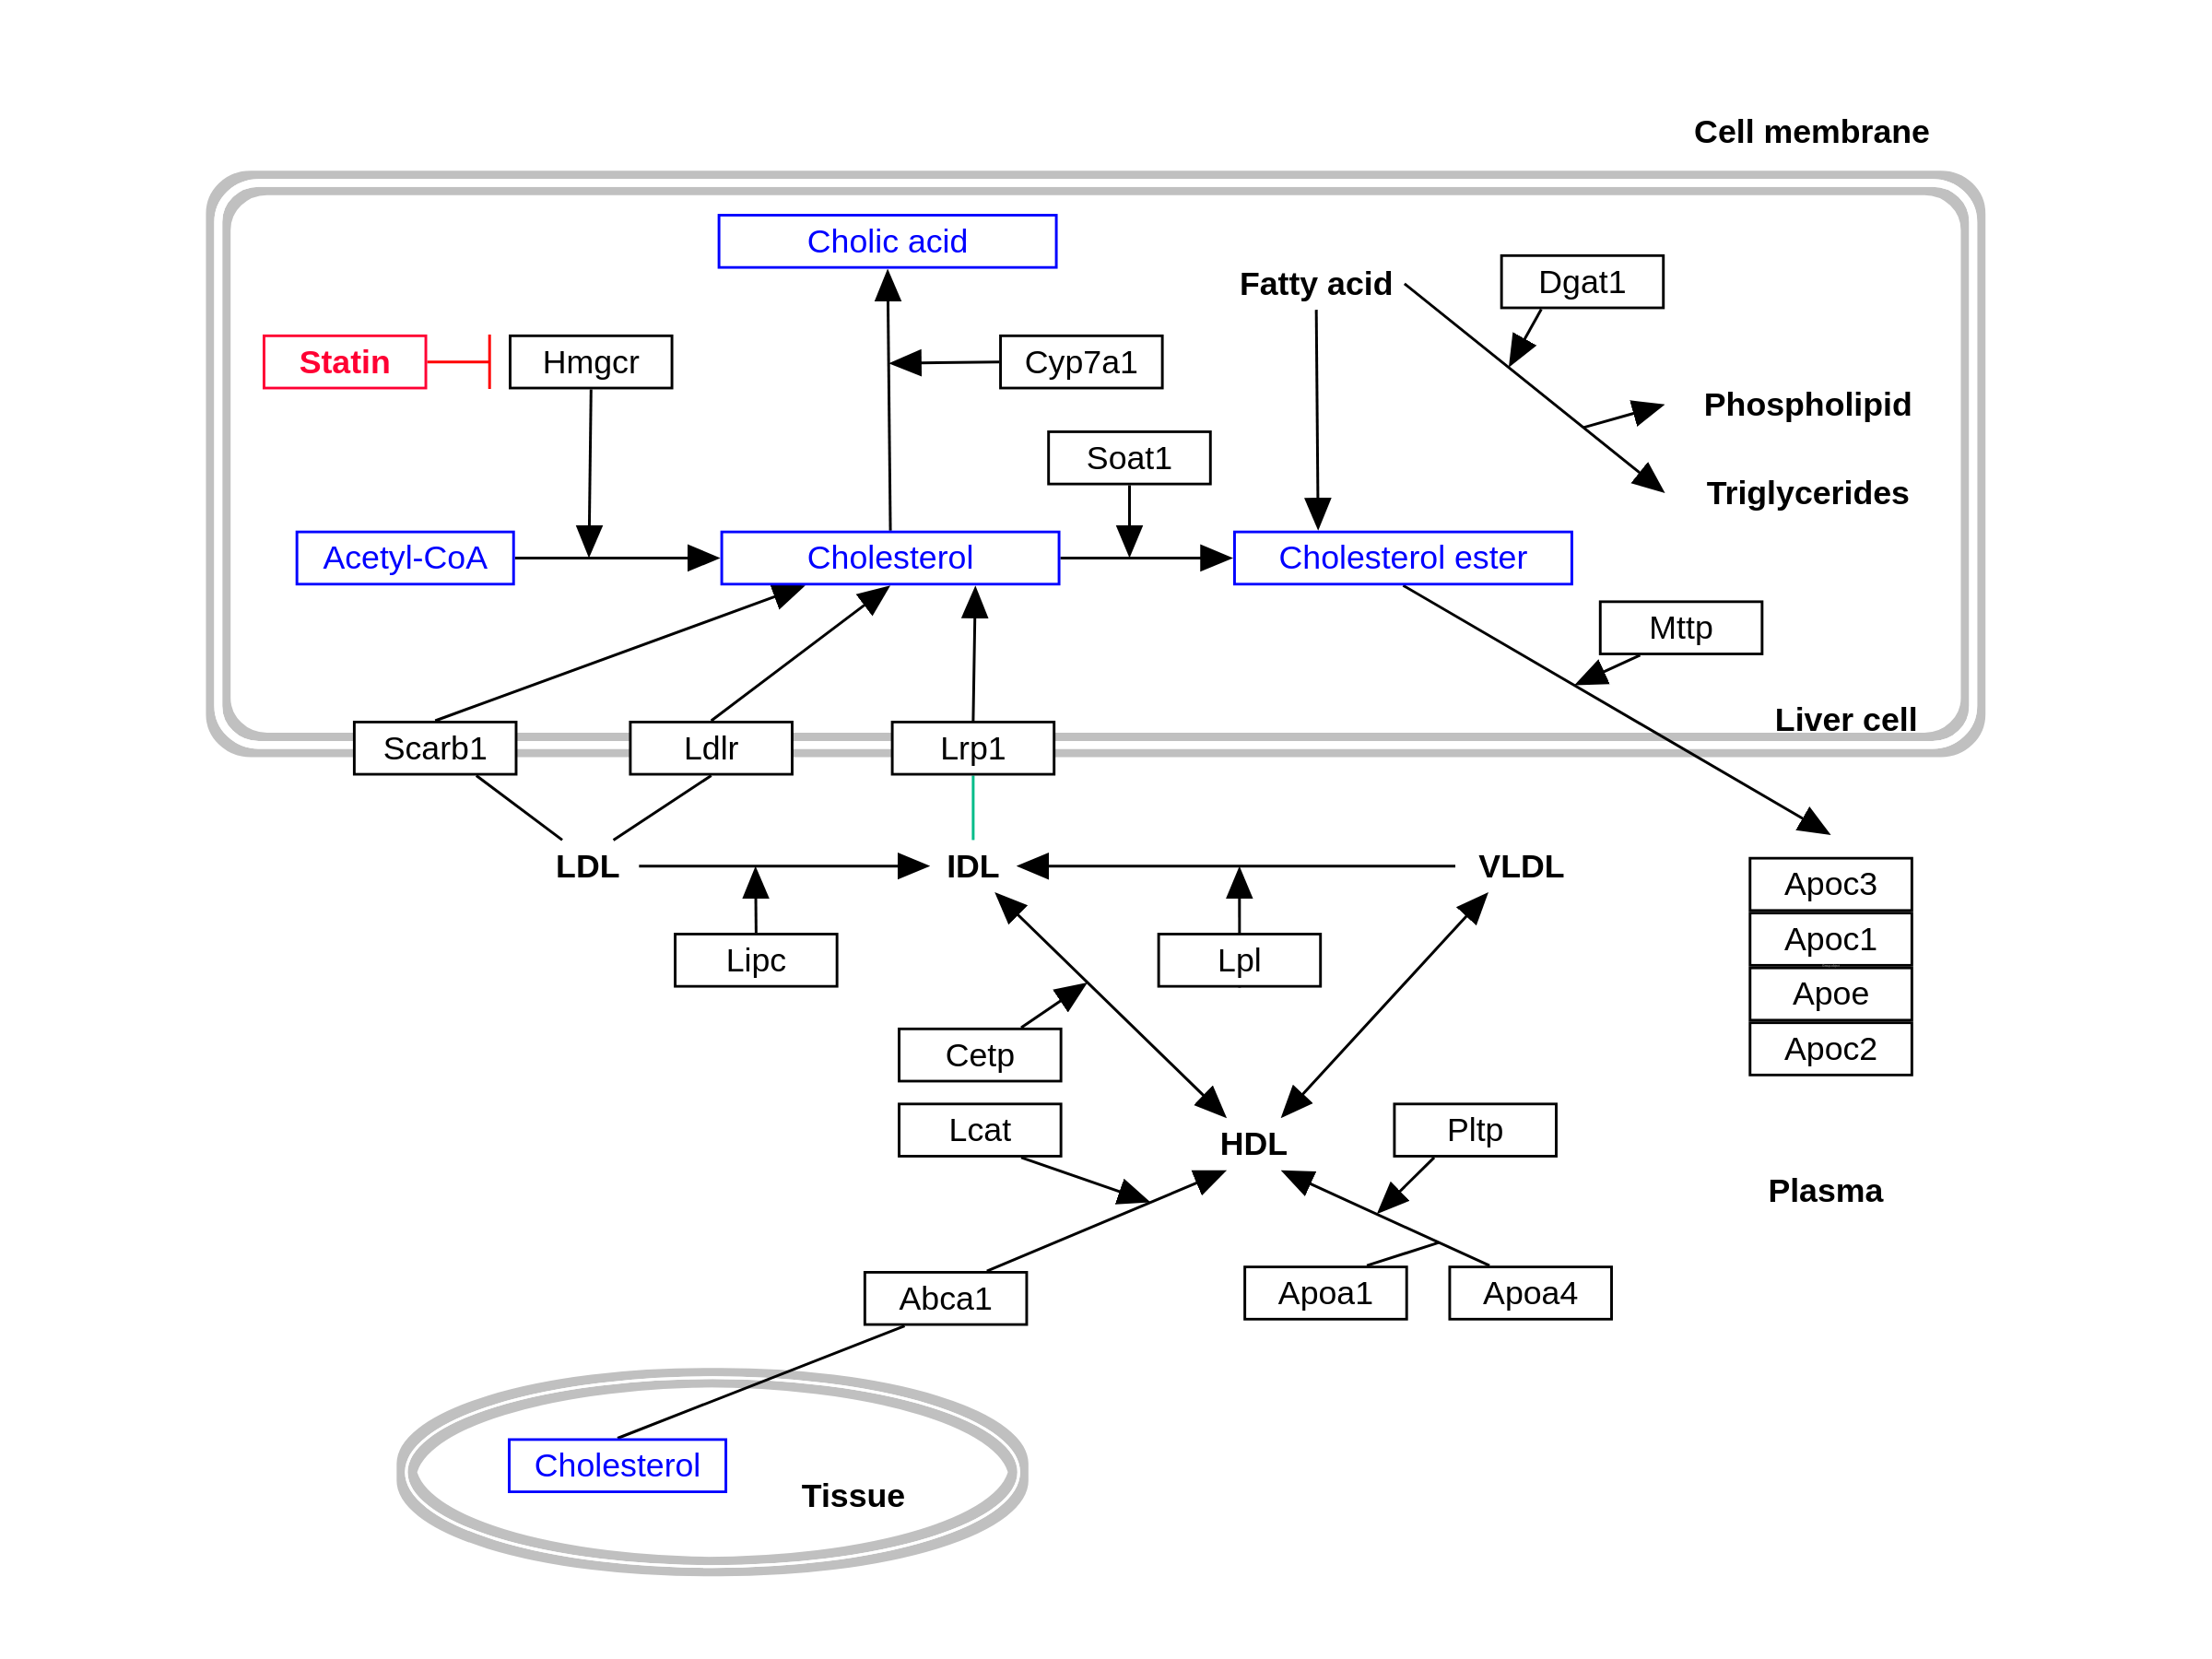 Cell membrane
Cholic acid
Fatty acid
Dgat1
Statin
Hmgcr
Cyp7a1
Phospholipid
Soat1
Triglycerides
Acetyl-CoA
Cholesterol
Cholesterol ester
Mttp
Liver cell
Scarb1
Ldlr
Lrp1
LDL
IDL
VLDL
Apoc3
Apoc1
Lipc
Lpl
Apoe
Cetp
Apoc2
Lcat
HDL
Pltp
Plasma
Abca1
Apoa1
Apoa4
Cholesterol
Tissue